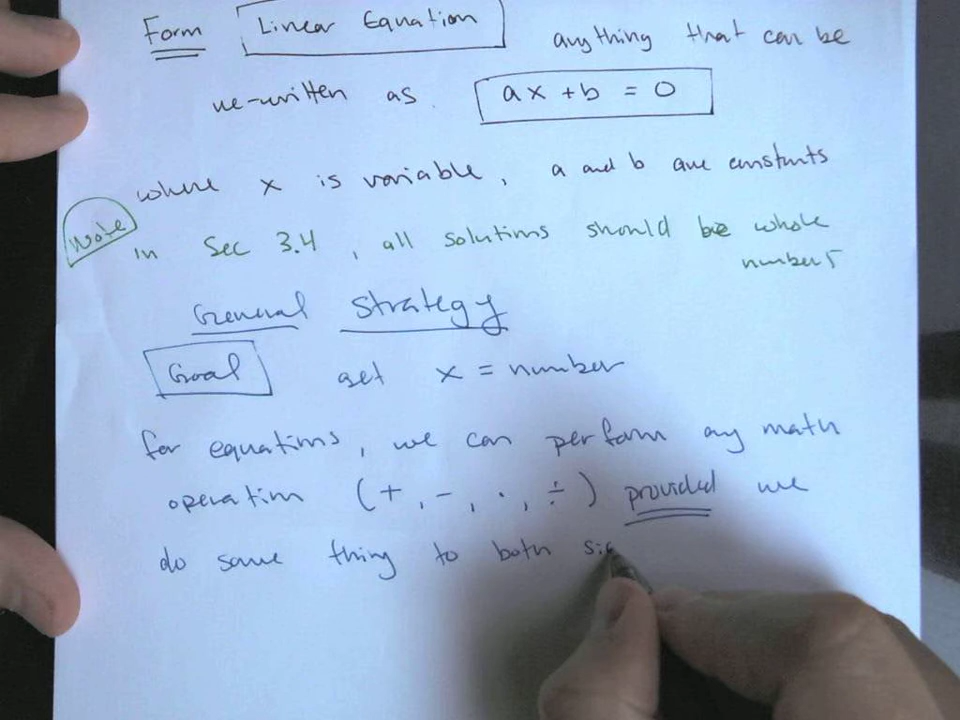 Form Linear Equation anything that can be
re-written as ax + b = 0
where x is variable, a and b are constants
Note
in Sec 3.4, all solutions should be whole
numbers
General Strategy
Goal get x = number
for equations, we can perform any math
operation (+, -, ·, ÷) provided we
do same thing to both si